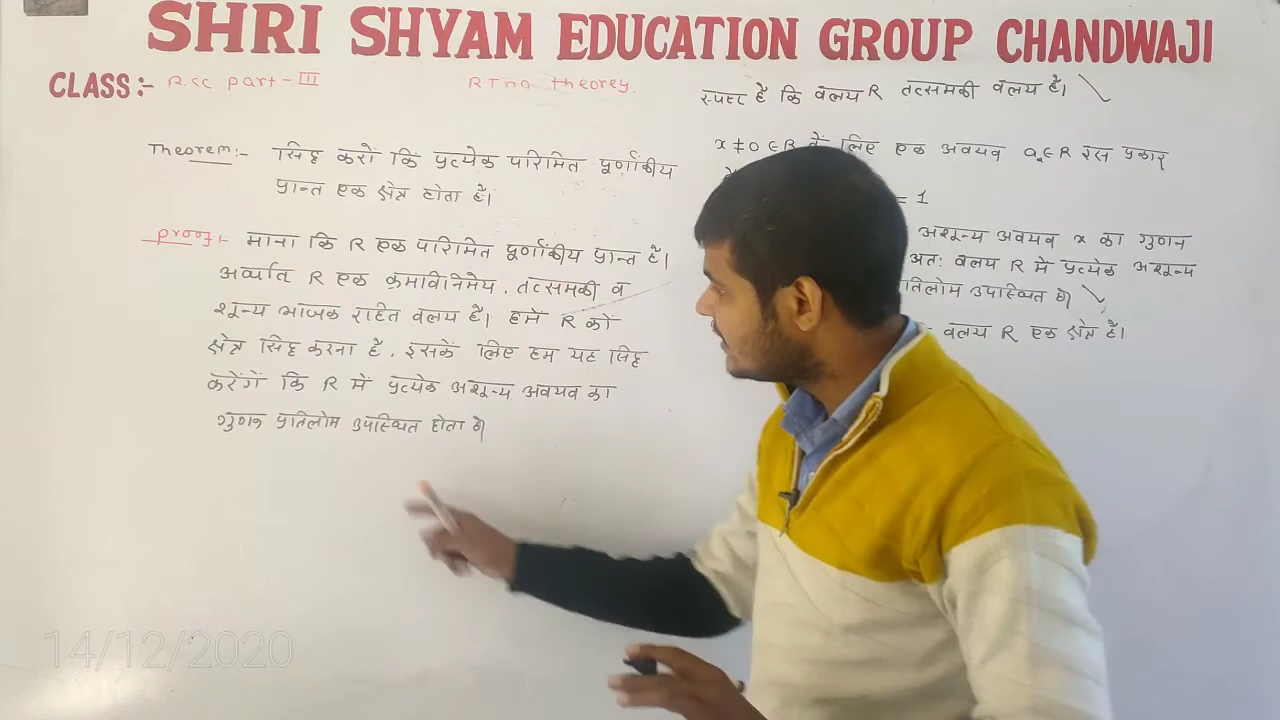 SHRI SHYAM EDUCATION GROUP CHANDWAJI
CLASS:- B.sc part-III
Ring theorey.
Theorem:- सिद्ध करो कि प्रत्येक परिमित पूर्णांकीय
प्रान्त एक क्षेत्र होता है।
proof:- माना कि R एक परिमित पूर्णांकीय प्रान्त है।
अर्थात R एक क्रमविनिमेय, तत्समकी व
शून्य भाजक रहित वलय है। हमें R को
क्षेत्र सिद्ध करना है, इसके लिए हम यह सिद्ध
करेंगें कि R में प्रत्येक अशून्य अवयव का
गुणन प्रतिलोम उपस्थित होता है।
स्पष्ट है कि वलय R तत्समकी वलय है।
x ≠ 0 ∈ R के लिए एक अवयव ∈ R इस प्रकार
= 1
अशून्य अवयव x का गुणन
अतः वलय R में प्रत्येक अशून्य
उपस्थित है।
वलय R एक क्षेत्र है।
14/12/2020